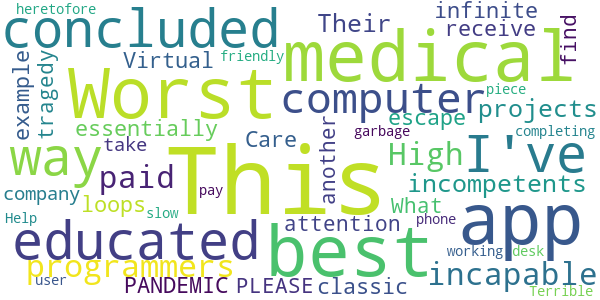 heretofore
concluded
Virtual
Their
infinite
receive
find
friendly
example
tragedy
Worst
medical
computer
piece
projects
escape
essentially
take
Care
another
garbage
completing
way
paid
High
I've
This
incompetents
company
loops
What
pay
phone
Help
slow
educated
best
attention
app
working
desk
programmers
PANDEMIC
PLEASE
classic
incapable
user
Terrible